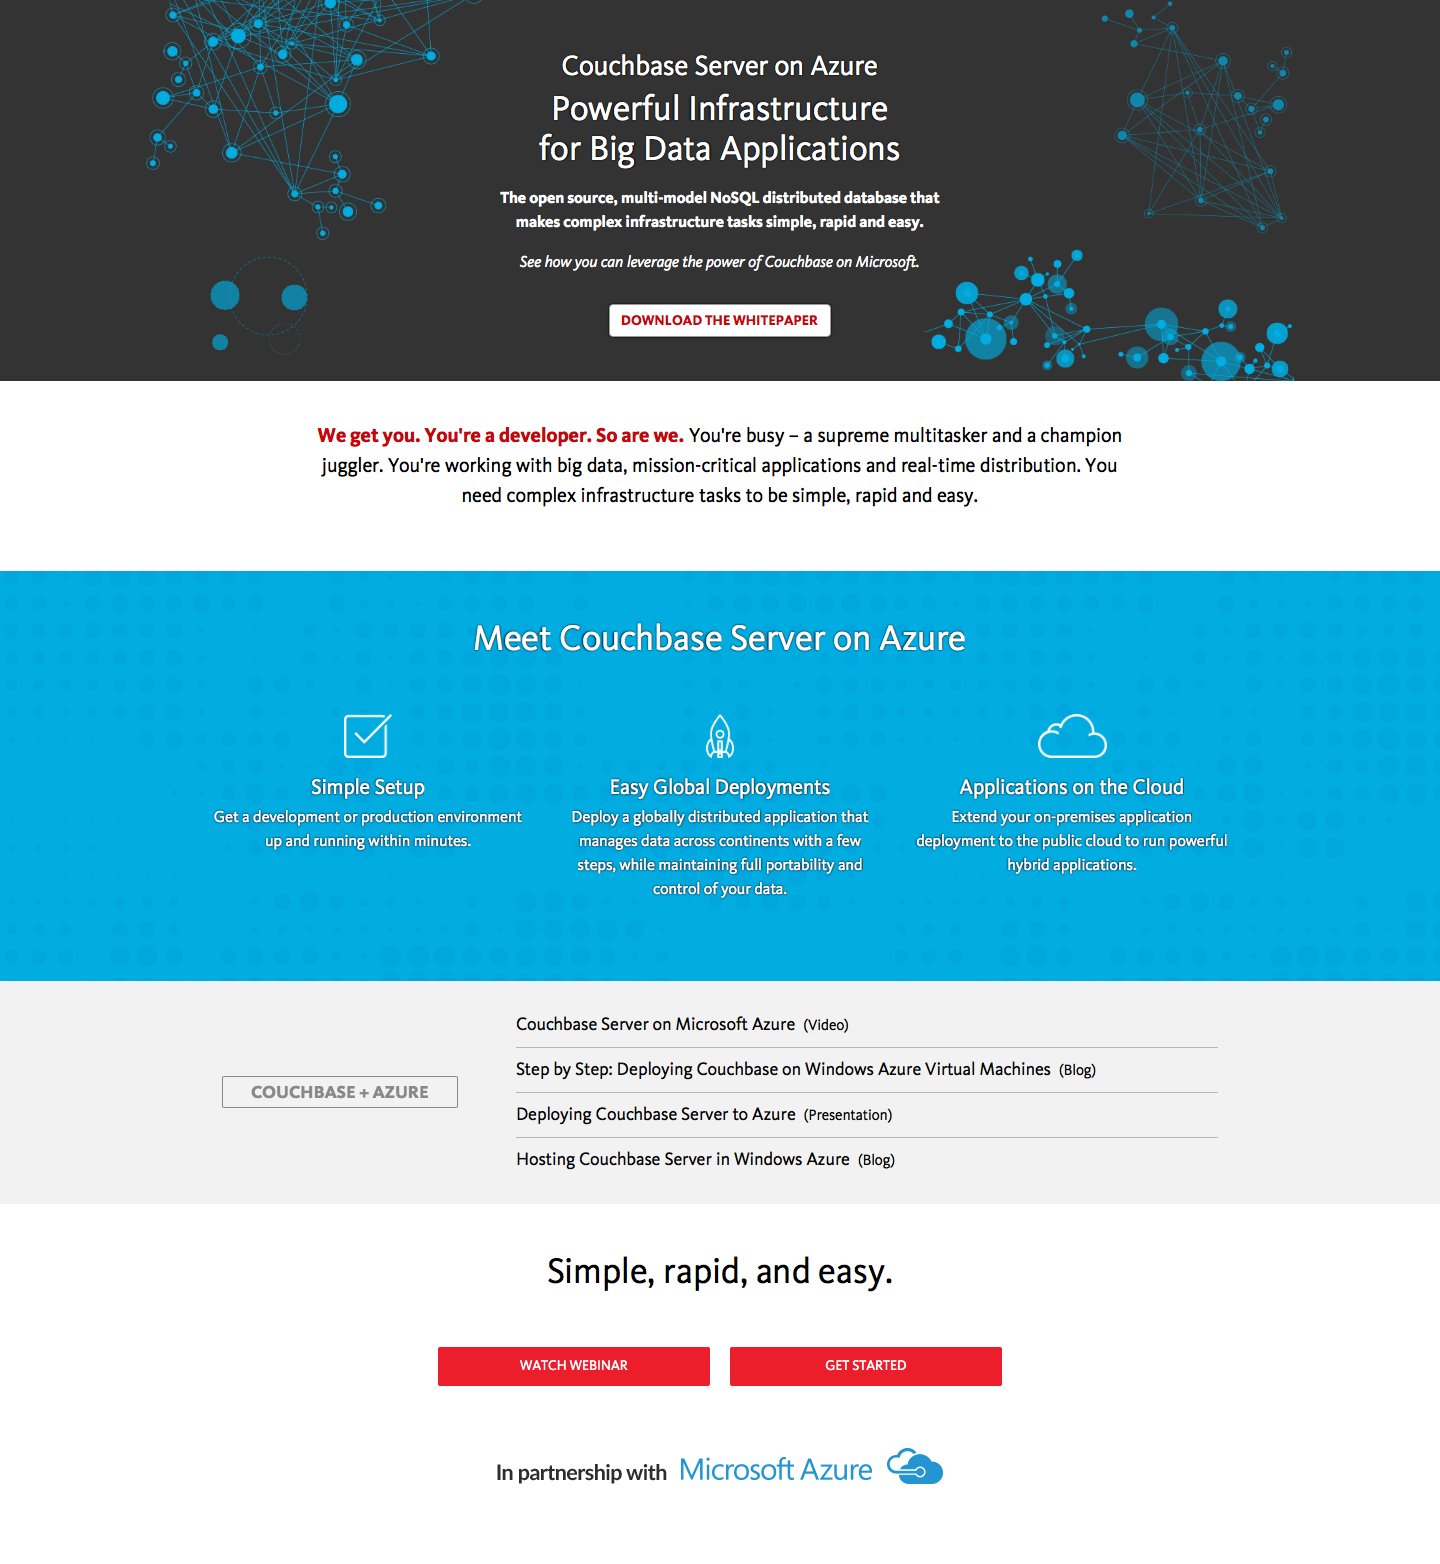 Couchbase Server on Azure
Powerful Infrastructure
for Big Data Applications
The open source, multi-model NoSQL distributed database that
makes complex infrastructure tasks simple, rapid and easy.
See how you can leverage the power of Couchbase on Microsoft.
DOWNLOAD THE WHITEPAPER
We get you. You're a developer. So are we. You're busy – a supreme multitasker and a champion
juggler. You're working with big data, mission-critical applications and real-time distribution. You
need complex infrastructure tasks to be simple, rapid and easy.
Meet Couchbase Server on Azure
Simple Setup
Get a development or production environment
up and running within minutes.
Easy Global Deployments
Deploy a globally distributed application that
manages data across continents with a few
steps, while maintaining full portability and
control of your data.
Applications on the Cloud
Extend your on-premises application
deployment to the public cloud to run powerful
hybrid applications.
COUCHBASE + AZURE
Couchbase Server on Microsoft Azure (Video)
Step by Step: Deploying Couchbase on Windows Azure Virtual Machines (Blog)
Deploying Couchbase Server to Azure (Presentation)
Hosting Couchbase Server in Windows Azure (Blog)
Simple, rapid, and easy.
WATCH WEBINAR
GET STARTED
In partnership with Microsoft Azure